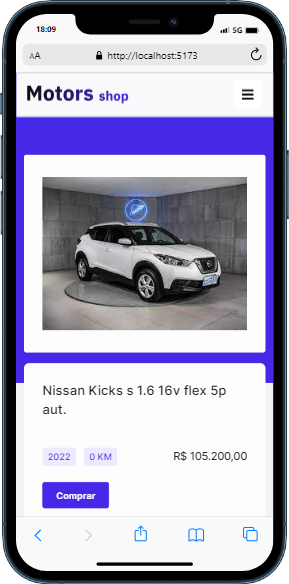 18:09
5G
AA
http://localhost:5173
Motors shop
Nissan Kicks s 1.6 16v flex 5p
aut.
2022
0 KM
R$ 105.200,00
Comprar